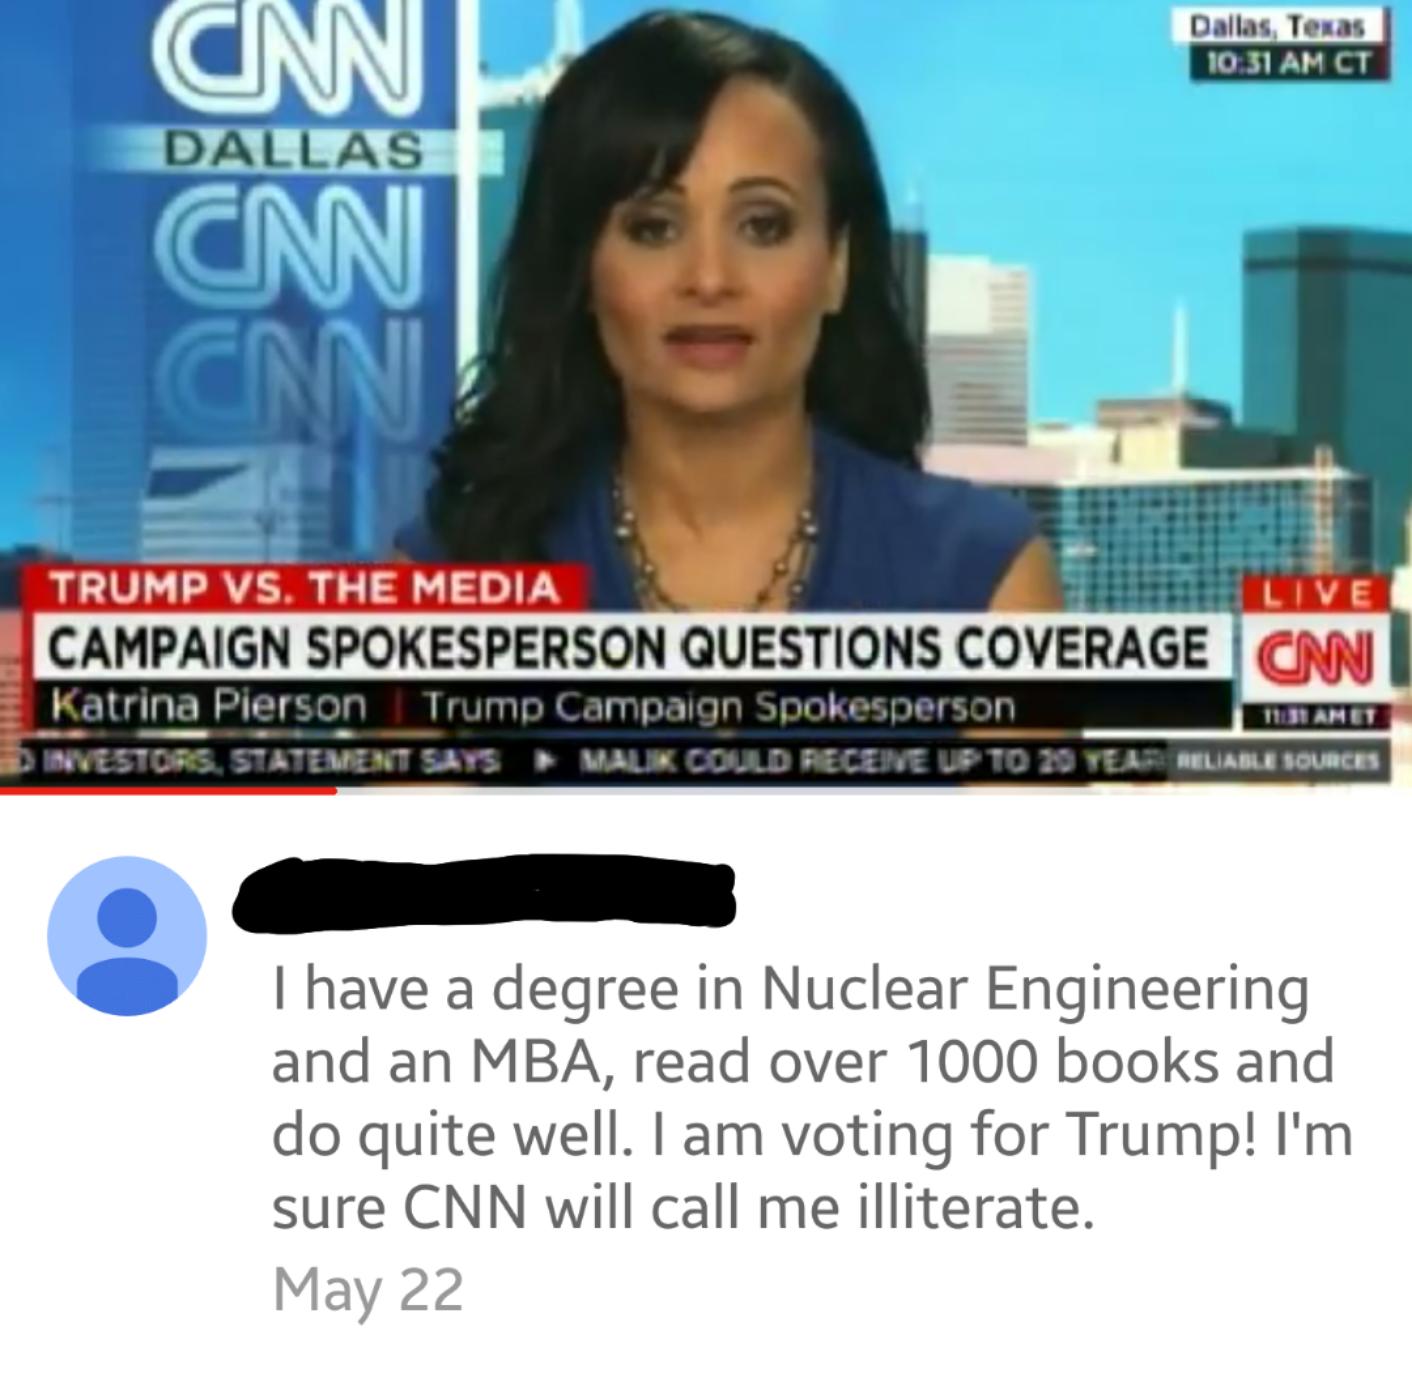 CNN
Dallas, Texas
10:31 AM CT
DALLAS
CNN
CNN
TRUMP VS. THE MEDIA
LIVE
CAMPAIGN SPOKESPERSON QUESTIONS COVERAGE
CNN
Katrina Pierson | Trump Campaign Spokesperson
11:31 AM ET
INVESTORS, STATEMENT SAYS ▶ MALIK COULD RECEIVE UP TO 20 YEAR
RELIABLE SOURCES
I have a degree in Nuclear Engineering
and an MBA, read over 1000 books and
do quite well. I am voting for Trump! I'm
sure CNN will call me illiterate.
May 22